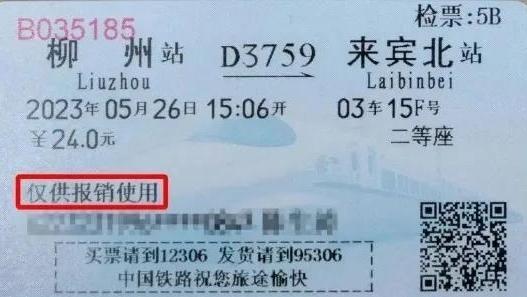 检票:5B
B035185
柳州站 D3759 来宾北站
Liuzhou Laibinbei
2023年05月26日 15:06开 03车15F号
￥24.0元 二等座
仅供报销使用
买票请到12306 发货请到95306
中国铁路祝您旅途愉快